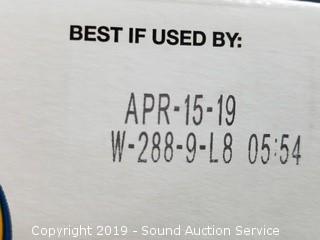 BEST IF USED BY:
APR-15-19
W-288-9-L8 05:54
Copyright 2019 - Sound Auction Service